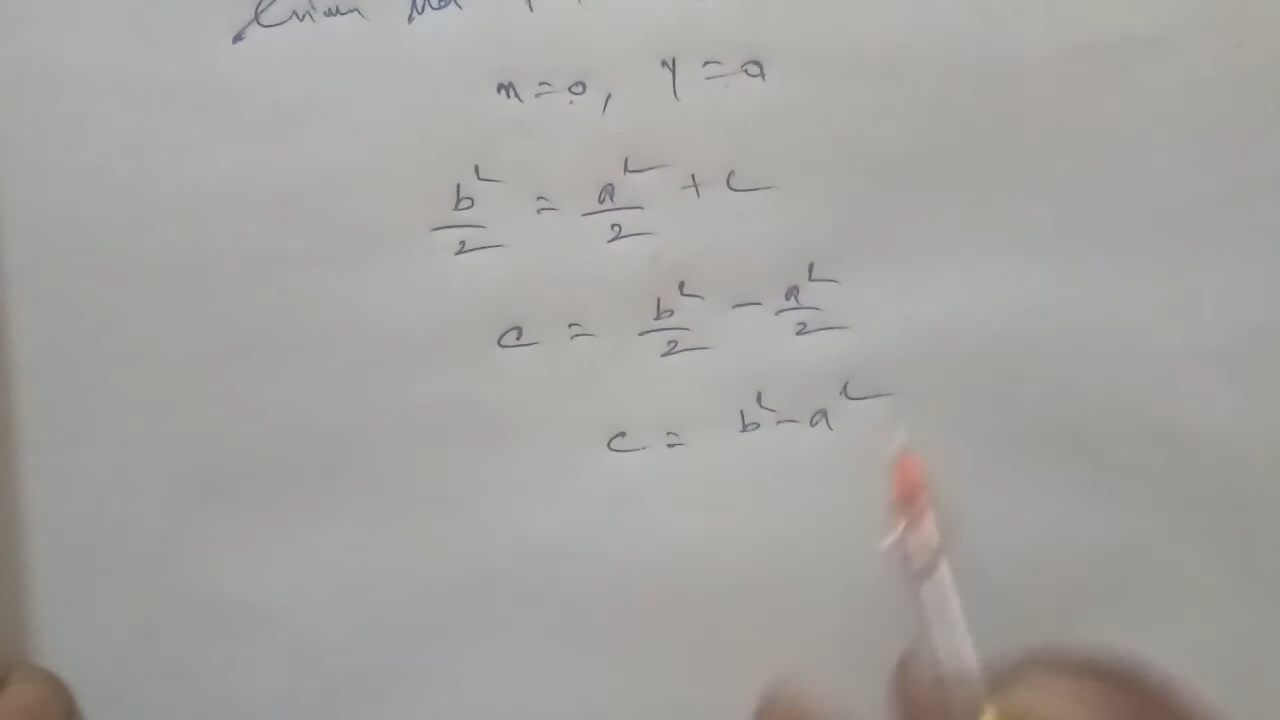 x = 0, y = a
b²/2 = a²/2 + c
c = b²/2 - a²/2
c = b² - a²